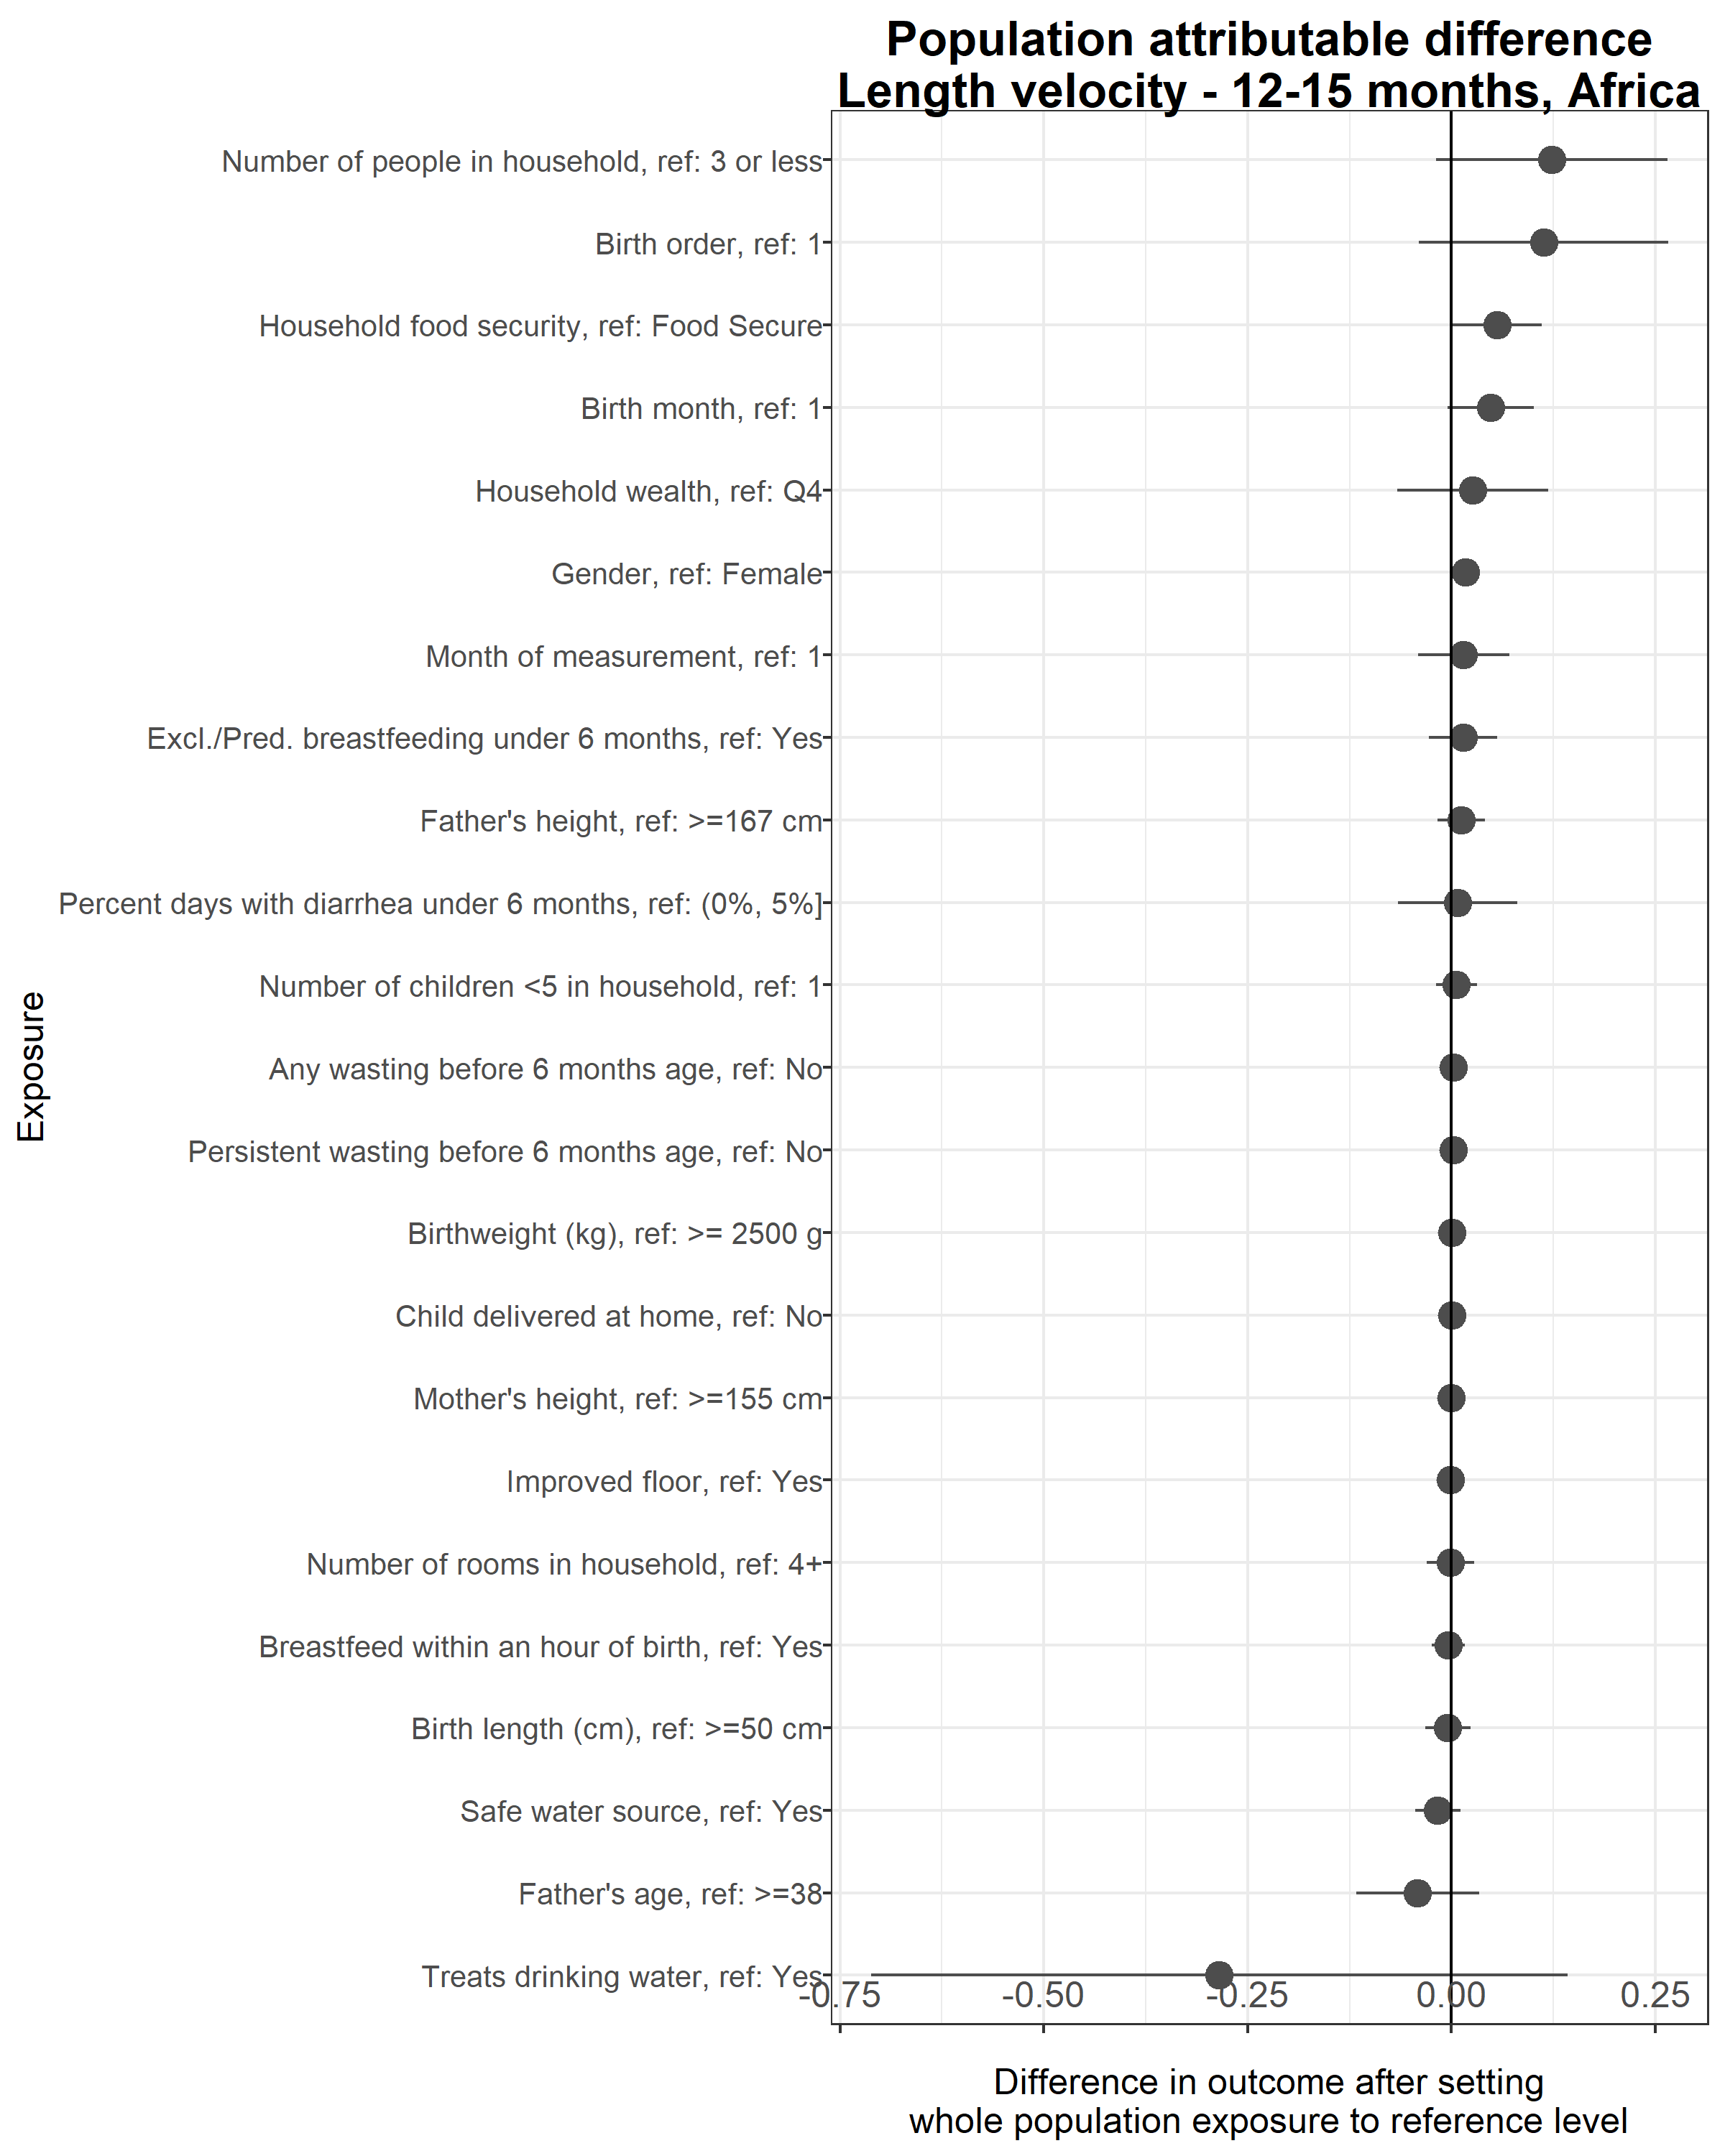 Population attributable difference
Length velocity - 12-15 months, Africa
Number of people in household, ref: 3 or less
Birth order, ref: 1
Household food security, ref: Food Secure
Birth month, ref: 1
Household wealth, ref: Q4
Gender, ref: Female
Month of measurement, ref: 1
Excl./Pred. breastfeeding under 6 months, ref: Yes
Father's height, ref: >=167 cm
Percent days with diarrhea under 6 months, ref: (0%, 5%]
Number of children <5 in household, ref: 1
Any wasting before 6 months age, ref: No
Persistent wasting before 6 months age, ref: No
Birthweight (kg), ref: >= 2500 g
Child delivered at home, ref: No
Mother's height, ref: >=155 cm
Improved floor, ref: Yes
Number of rooms in household, ref: 4+
Breastfeed within an hour of birth, ref: Yes
Birth length (cm), ref: >=50 cm
Safe water source, ref: Yes
Father's age, ref: >=38
Treats drinking water, ref: Yes
Exposure
-0.75 -0.50 -0.25 0.00 0.25
Difference in outcome after setting
whole population exposure to reference level